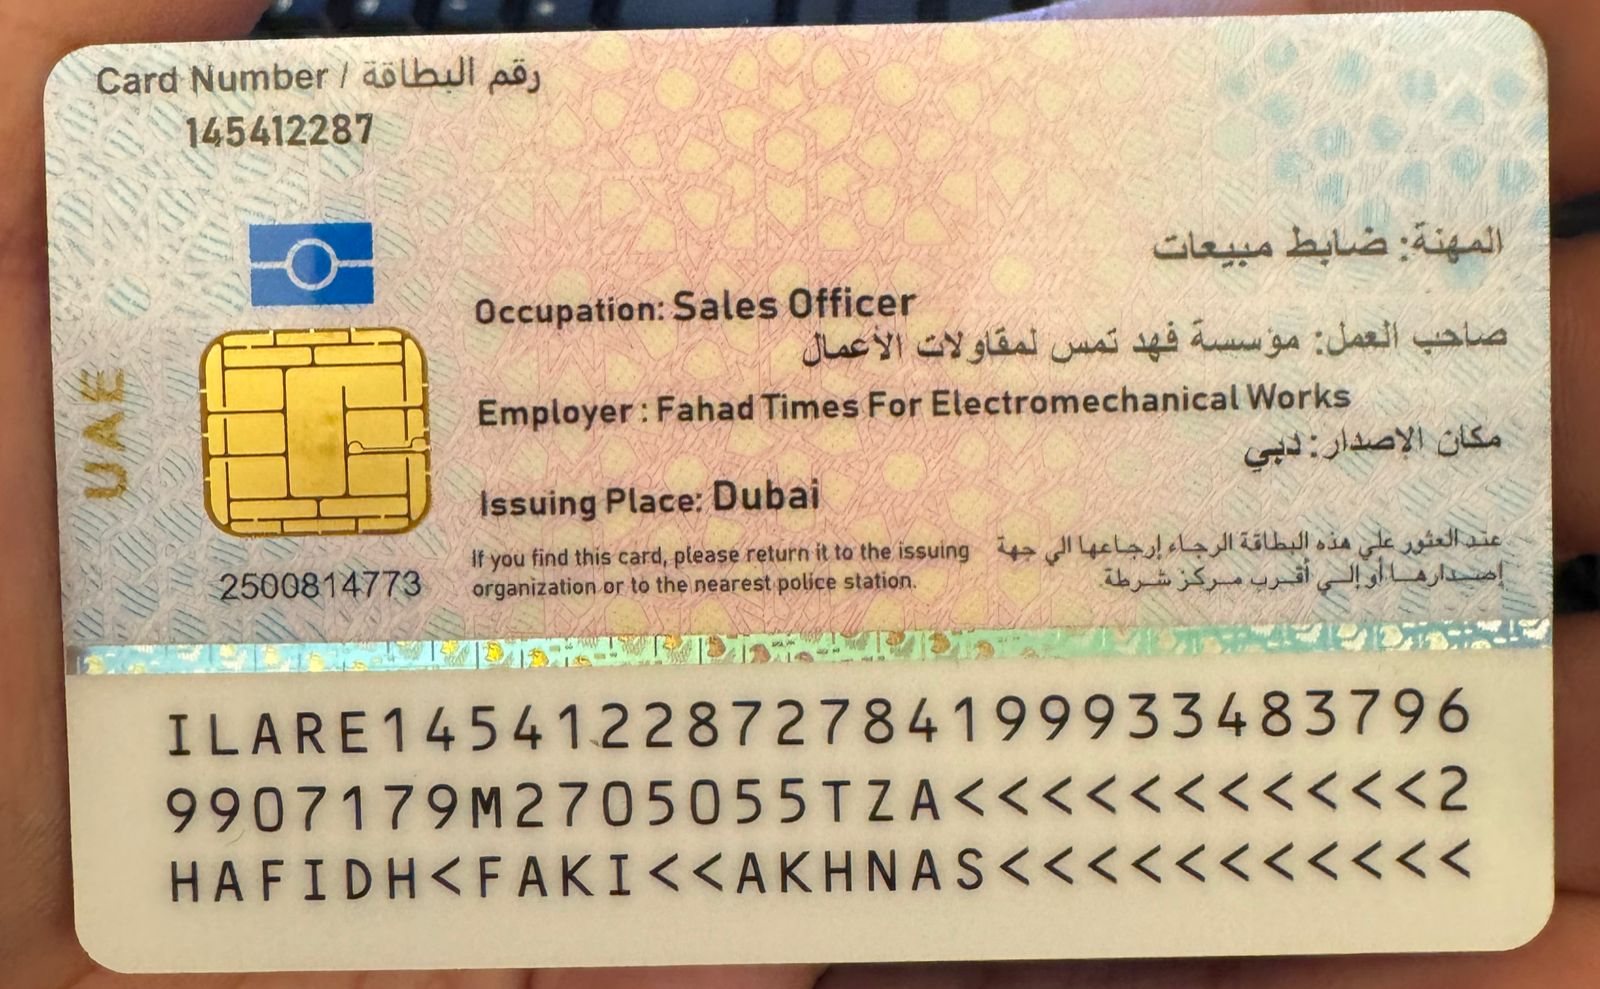 Card Number / رقم البطاقة
145412287
المهنة: ضابط مبيعات
Occupation: Sales Officer
صاحب العمل: مؤسسة فهد تمس لمقاولات الأعمال
Employer : Fahad Times For Electromechanical Works
مكان الإصدار: دبي
Issuing Place: Dubai
UAE
If you find this card, please return it to the issuing
organization or to the nearest police station.
عند العثور علي هذه البطاقة الرجاء إرجاعها الي جهة
إصدارها أو إلى أقرب مركز شرطة
2500814773
ILARE1454122872784199933483796
9907179M2705055TZA<<<<<<<<<<<2
HAFIDH<FAKI<<AKHNAS<<<<<<<<<<<